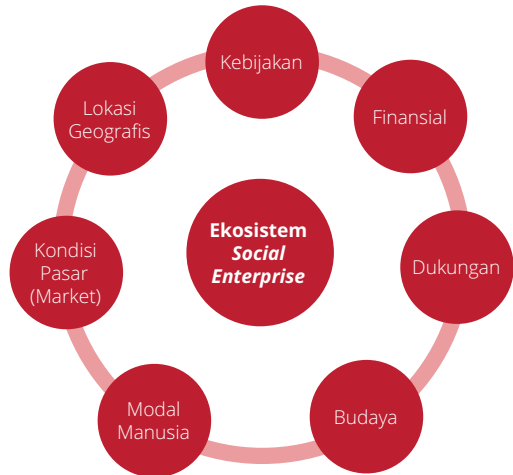 Kebijakan
Finansial
Dukungan
Budaya
Modal
Manusia
Kondisi
Pasar
(Market)
Lokasi
Geografis
Ekosistem
Social
Enterprise